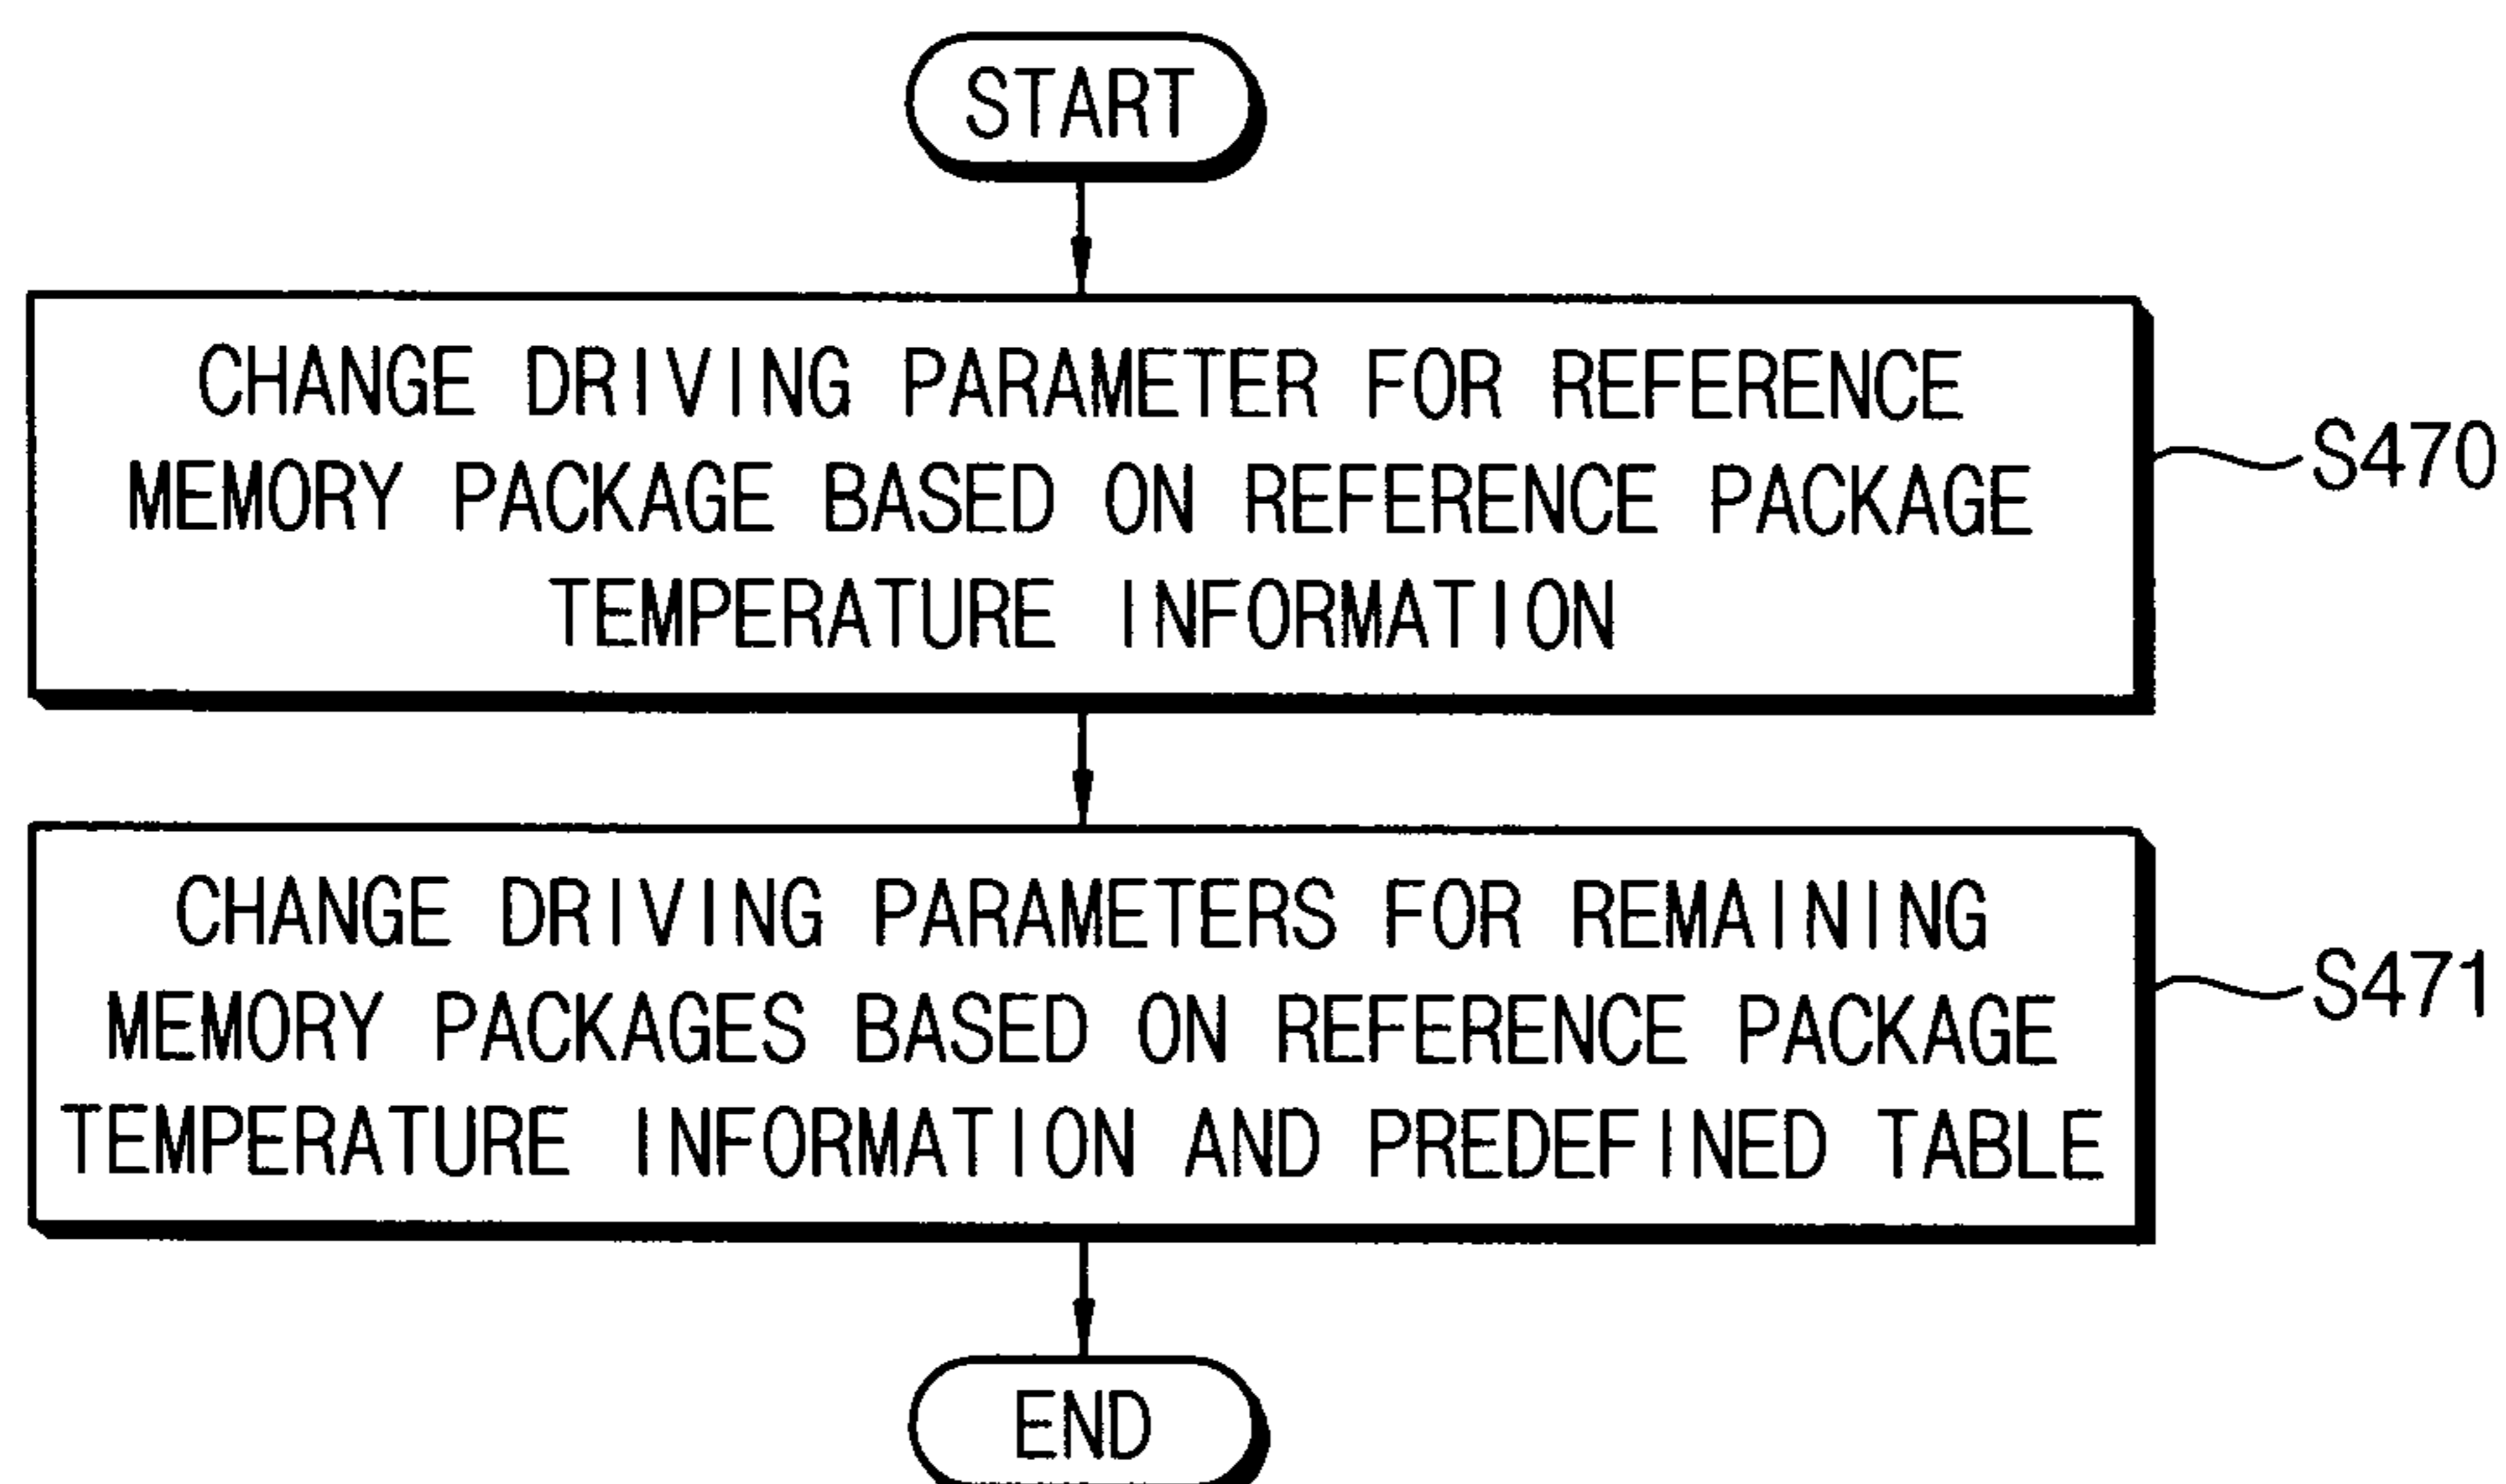 START
CHANGE DRIVING PARAMETER FOR REFERENCE
MEMORY PACKAGE BASED ON REFERENCE PACKAGE
TEMPERATURE INFORMATION
S470
CHANGE DRIVING PARAMETERS FOR REMAINING
MEMORY PACKAGES BASED ON REFERENCE PACKAGE
TEMPERATURE INFORMATION AND PREDEFINED TABLE
S471
END